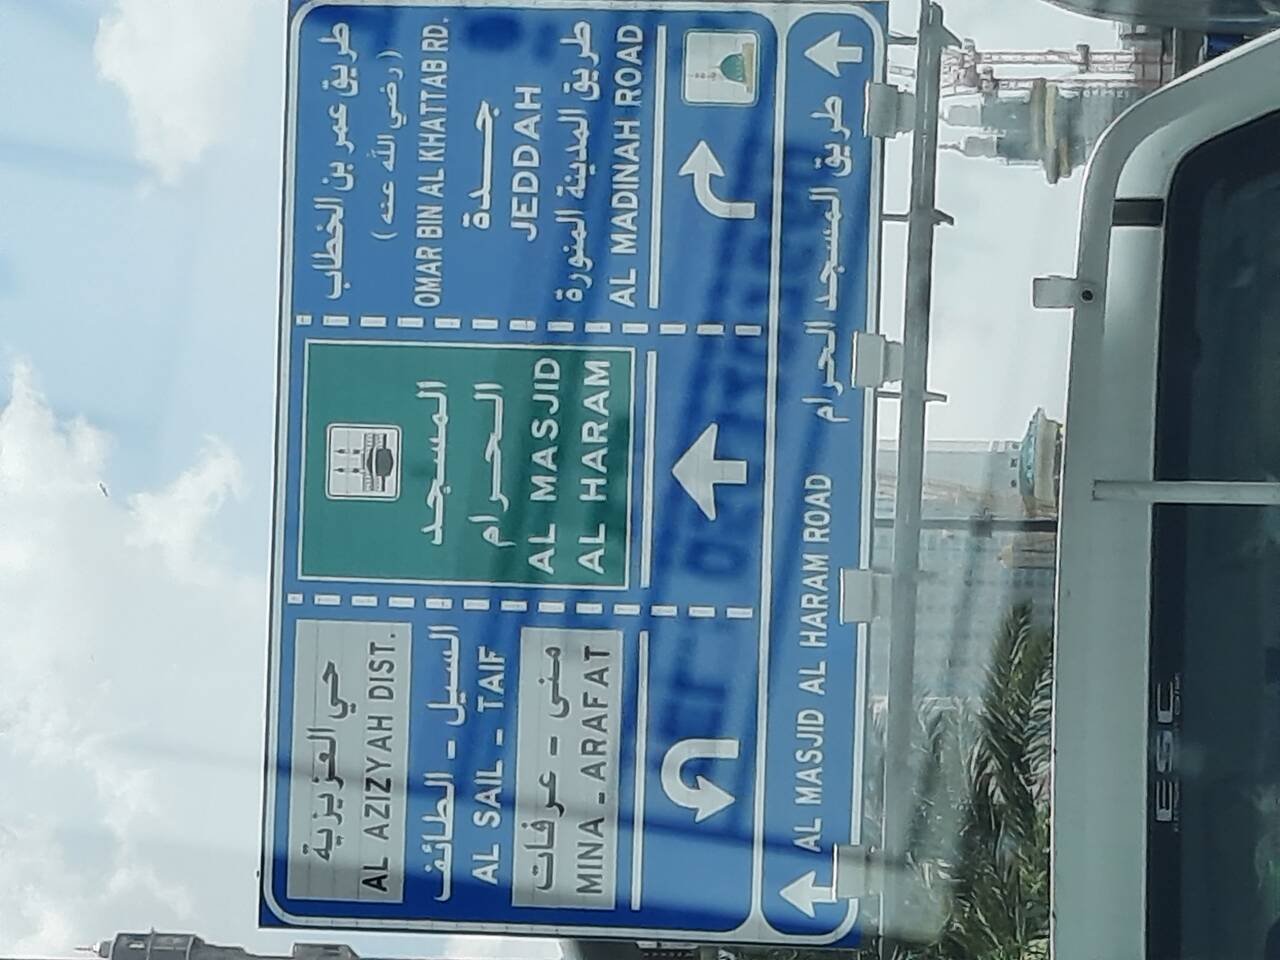 حي العزيزية
AL AZIZYAH DIST.
السيل - الطائف
AL SAIL - TAIF
منى - عرفات
MINA - ARAFAT
المسجد
الحرام
AL MASJID
AL HARAM
طريق عمر بن الخطاب
(رضي الله عنه)
OMAR BIN AL KHATTAB RD.
جـــدة
JEDDAH
طريق المدينة المنورة
AL MADINAH ROAD
AL MASJID AL HARAM ROAD طريق المسجد الحرام
ESC